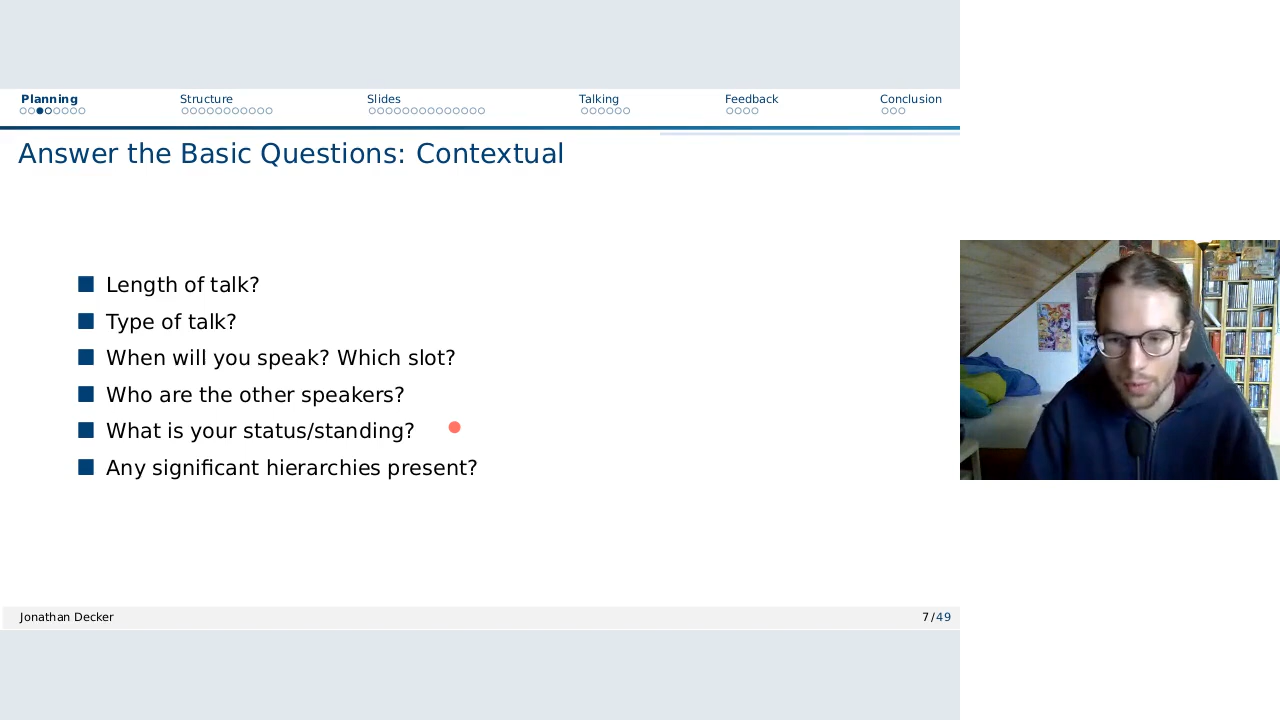 Planning
Structure
Slides
Talking
Feedback
Conclusion
Answer the Basic Questions: Contextual
Length of talk?
Type of talk?
When will you speak? Which slot?
Who are the other speakers?
What is your status/standing?
Any significant hierarchies present?
Jonathan Decker
7/49